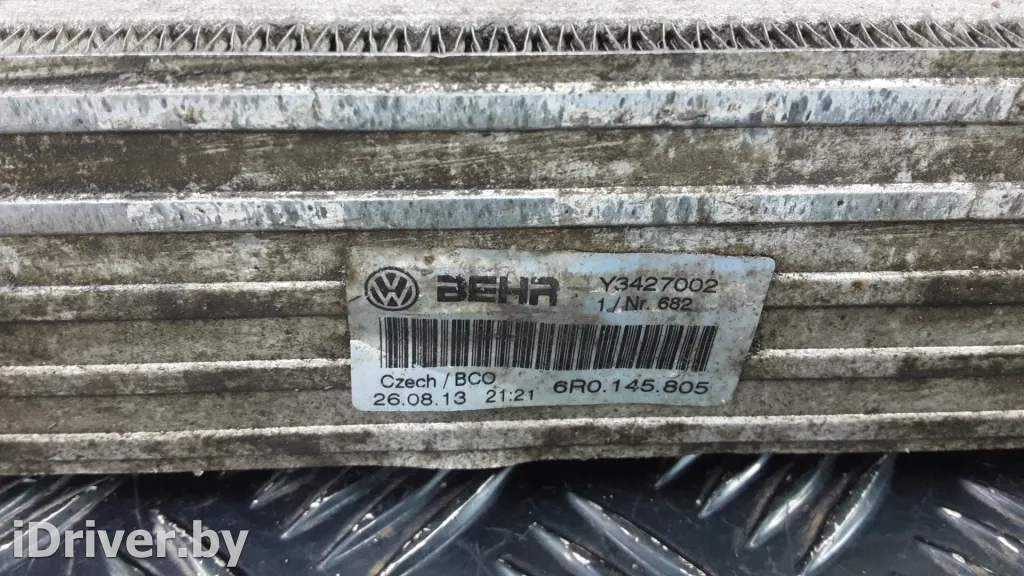 BEHR Y3427002
1./Nr. 682
Czech / BCO 6R0.145.805
26.08.13 21:21
iDriver.by